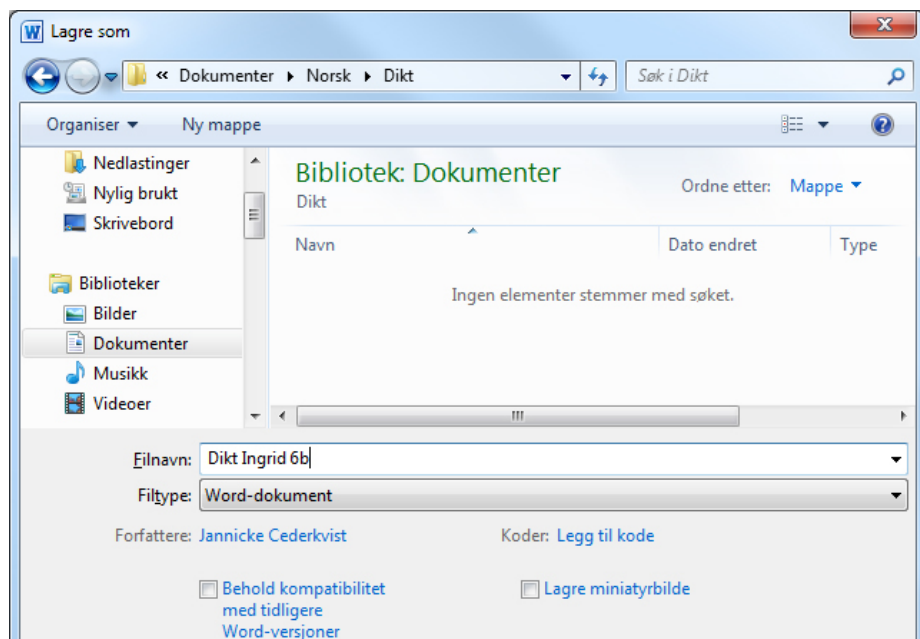 Lagre som
« Dokumenter ▸ Norsk ▸ Dikt
Søk i Dikt
Organiser
Ny mappe
Nedlastinger
Nylig brukt
Skrivebord
Biblioteker
Bilder
Dokumenter
Musikk
Videoer
Bibliotek: Dokumenter
Dikt
Ordne etter: Mappe
Navn Dato endret Type
Ingen elementer stemmer med søket.
Filnavn: Dikt Ingrid 6b
Filtype: Word-dokument
Forfattere: Jannicke Cederkvist
Koder: Legg til kode
Behold kompatibilitet
med tidligere
Word-versjoner
Lagre miniatyrbilde